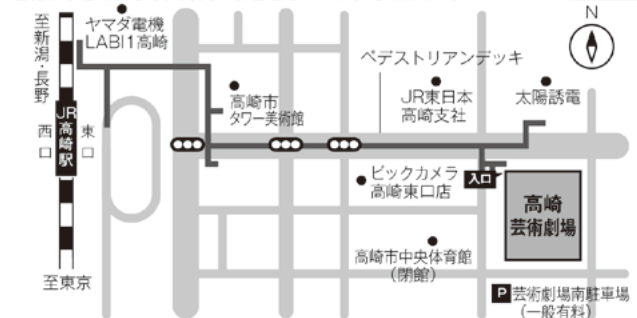 至新潟・長野
ヤマダ電機
LABI1高崎
N
ペデストリアンデッキ
高崎市
タワー美術館
JR東日本
高崎支社
太陽誘電
JR高崎駅
西口
東口
ビックカメラ
高崎東口店
入口
高崎
芸術劇場
高崎市中央体育館
(閉館)
至東京
P 芸術劇場南駐車場
(一般有料)